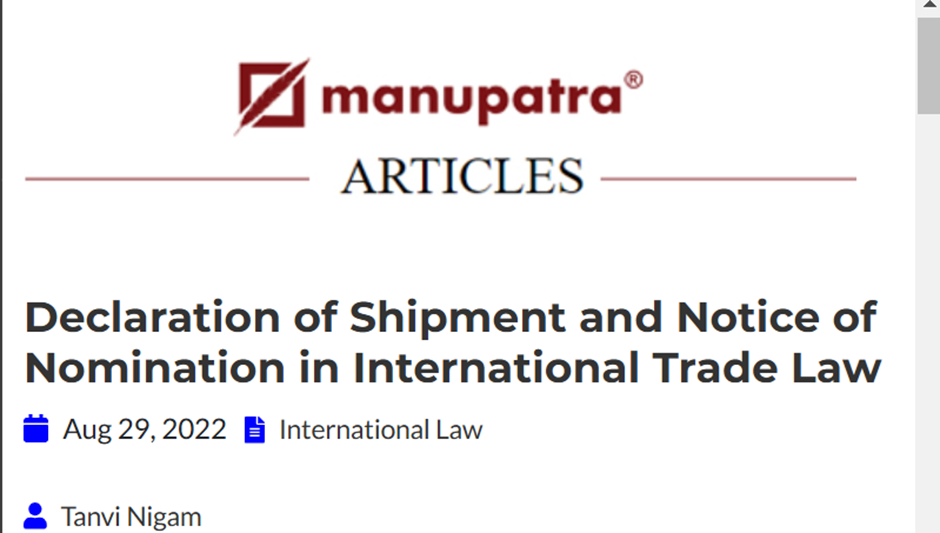 manupatra®
ARTICLES
Declaration of Shipment and Notice of
Nomination in International Trade Law
Aug 29, 2022 International Law
Tanvi Nigam